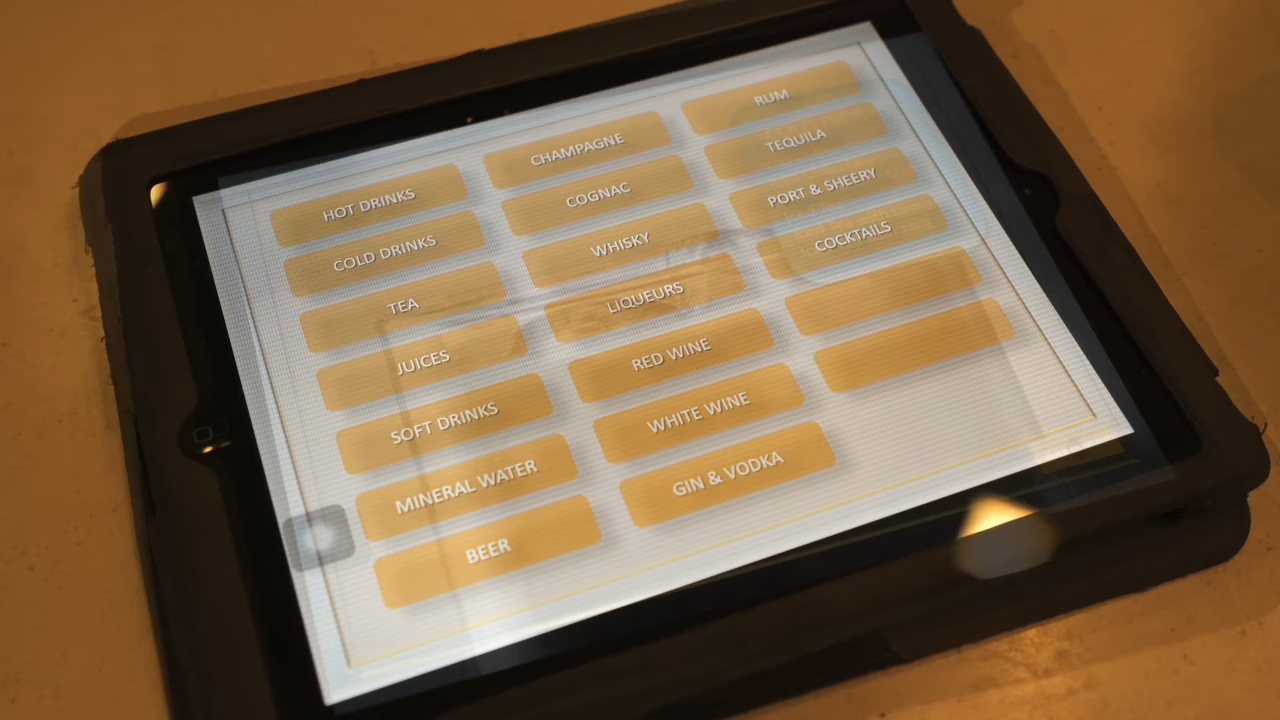 HOT DRINKS
COLD DRINKS
TEA
JUICES
SOFT DRINKS
MINERAL WATER
BEER
CHAMPAGNE
COGNAC
WHISKY
LIQUEURS
RED WINE
WHITE WINE
GIN & VODKA
RUM
TEQUILA
PORT & SHEERY
COCKTAILS